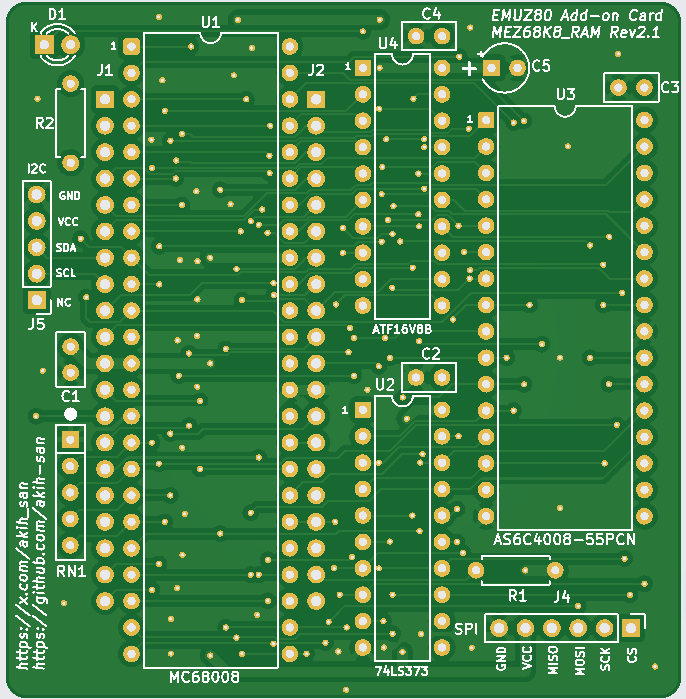 D1
K
U1
J1
J2
1
R2
I2C
GND
VCC
SDA
SCL
NC
J5
C1
RN1
https://x.com/akih_san
https://github.com/akih-san
MC68008
C4
U4
1
ATF16V8B
C2
U2
1
74LS373
EMUZ80 Add-on Card
MEZ68K8_RAM Rev2.1
+
C5
C3
U3
1
AS6C4008-55PCN
R1
J4
SPI
GND
VCC
MISO
MOSI
SCK
CS